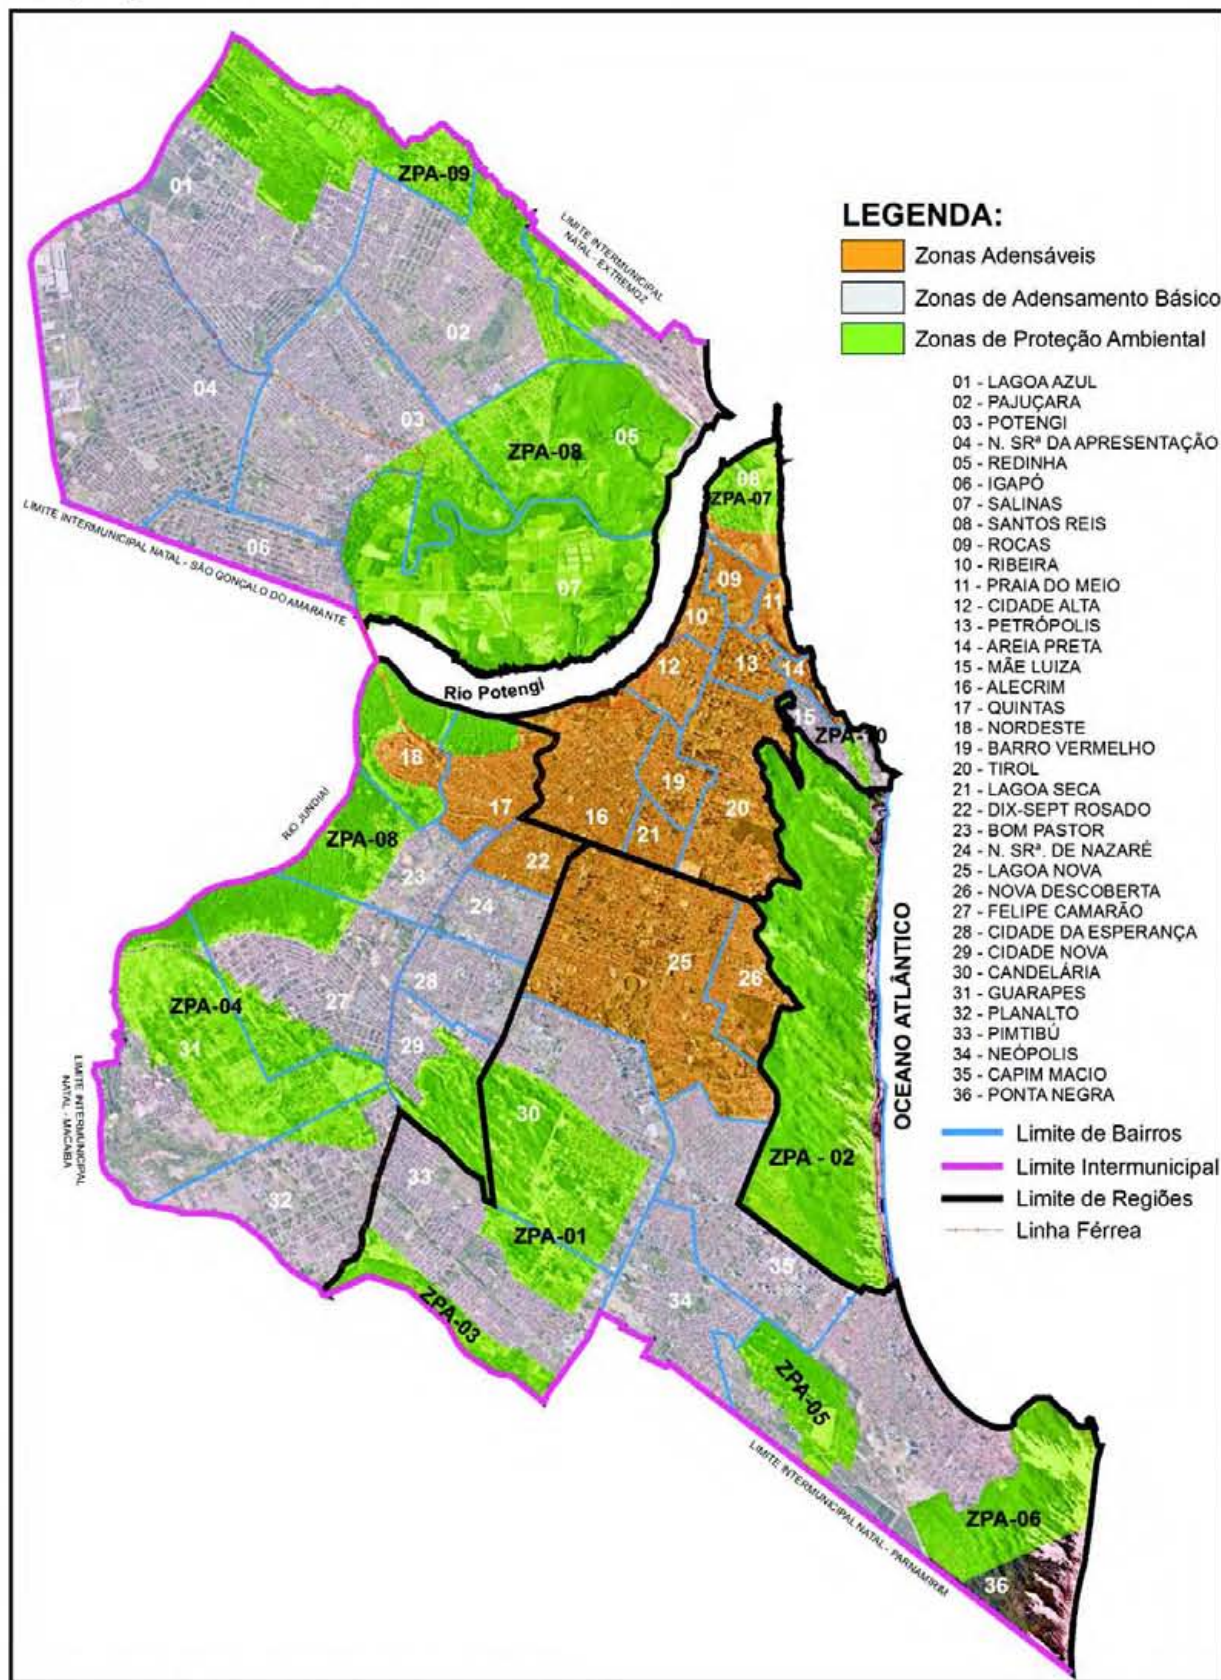 LEGENDA:
Zonas Adensáveis
Zonas de Adensamento Básico
Zonas de Proteção Ambiental
01 - LAGOA AZUL
02 - PAJUÇARA
03 - POTENGI
04 - N. SRª DA APRESENTAÇÃO
05 - REDINHA
06 - IGAPÓ
07 - SALINAS
08 - SANTOS REIS
09 - ROCAS
10 - RIBEIRA
11 - PRAIA DO MEIO
12 - CIDADE ALTA
13 - PETRÓPOLIS
14 - AREIA PRETA
15 - MÃE LUIZA
16 - ALECRIM
17 - QUINTAS
18 - NORDESTE
19 - BARRO VERMELHO
20 - TIROL
21 - LAGOA SECA
22 - DIX-SEPT ROSADO
23 - BOM PASTOR
24 - N. SRª. DE NAZARÉ
25 - LAGOA NOVA
26 - NOVA DESCOBERTA
27 - FELIPE CAMARÃO
28 - CIDADE DA ESPERANÇA
29 - CIDADE NOVA
30 - CANDELÁRIA
31 - GUARAPES
32 - PLANALTO
33 - PIMTIBÚ
34 - NEÓPOLIS
35 - CAPIM MACIO
36 - PONTA NEGRA
Limite de Bairros
Limite Intermunicipal
Limite de Regiões
Linha Férrea
ZPA-09
01
LIMITE INTERMUNICIPAL
NATAL - EXTREMOZ
02
04
03
05
ZPA-08
08
ZPA-07
LIMITE INTERMUNICIPAL NATAL - SÃO GONÇALO DO AMARANTE
06
07
09
11
10
12
13
14
Rio Potengi
15
ZPA-10
18
17
16
19
20
21
RIO JUNDIAÍ
ZPA-08
22
23
24
OCEANO ATLÂNTICO
25
26
28
27
ZPA-04
31
29
LIMITE INTERMUNICIPAL
NATAL - MACAIBA
30
ZPA - 02
33
32
ZPA-01
35
34
ZPA-03
ZPA-05
LIMITE INTERMUNICIPAL NATAL - PARNAMIRIM
ZPA-06
36